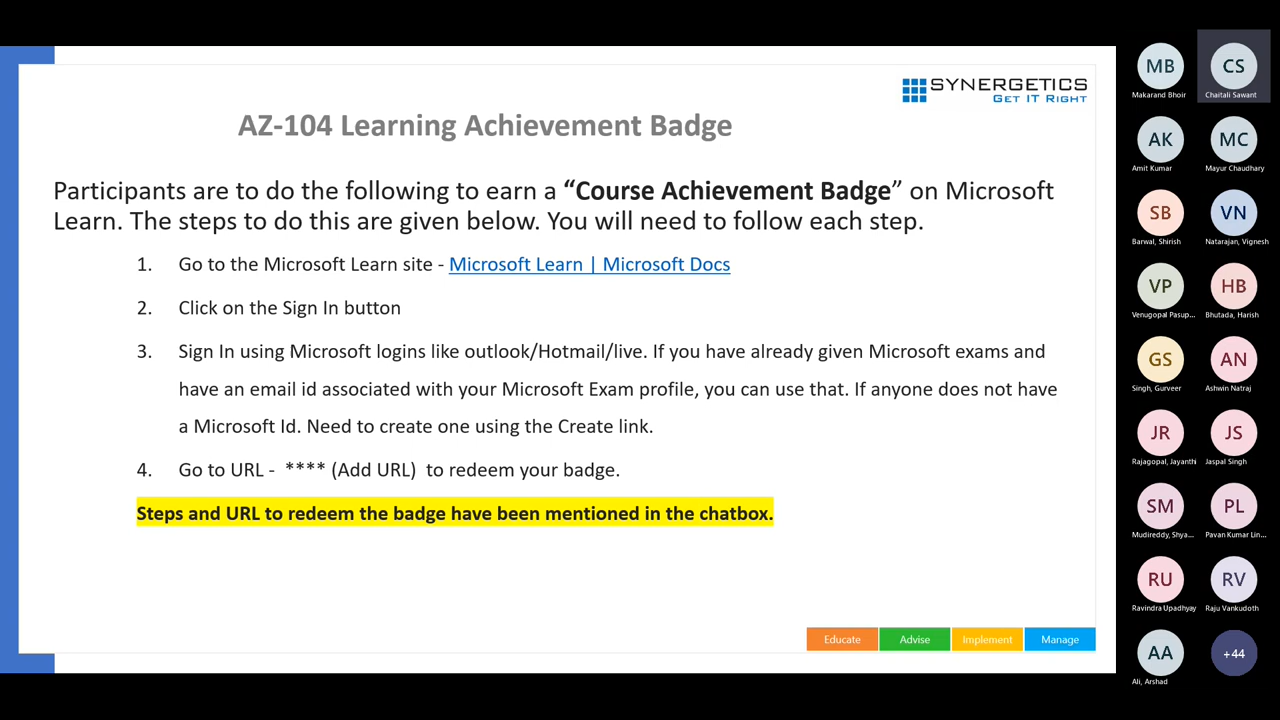 SYNERGETICS
GET IT RIGHT
AZ-104 Learning Achievement Badge
Participants are to do the following to earn a “Course Achievement Badge” on Microsoft
Learn. The steps to do this are given below. You will need to follow each step.
1. Go to the Microsoft Learn site - Microsoft Learn | Microsoft Docs
2. Click on the Sign In button
3. Sign In using Microsoft logins like outlook/Hotmail/live. If you have already given Microsoft exams and
have an email id associated with your Microsoft Exam profile, you can use that. If anyone does not have
a Microsoft Id. Need to create one using the Create link.
4. Go to URL - **** (Add URL) to redeem your badge.
Steps and URL to redeem the badge have been mentioned in the chatbox.
Educate Advise Implement Manage
MB CS
Makarand Bhoir Chaitali Sawant
AK MC
Amit Kumar Mayur Chaudhary
SB VN
Barwal, Shirish Natarajan, Vignesh
VP HB
Venugopal Pasup... Bhutada, Harish
GS AN
Singh, Gurveer Ashwin Natraj
JR JS
Rajagopal, Jayanthi Jaspal Singh
SM PL
Mudireddy, Shya... Pavan Kumar Lin...
RU RV
Ravindra Upadhyay Raju Vankudoth
AA +44
Ali, Arshad